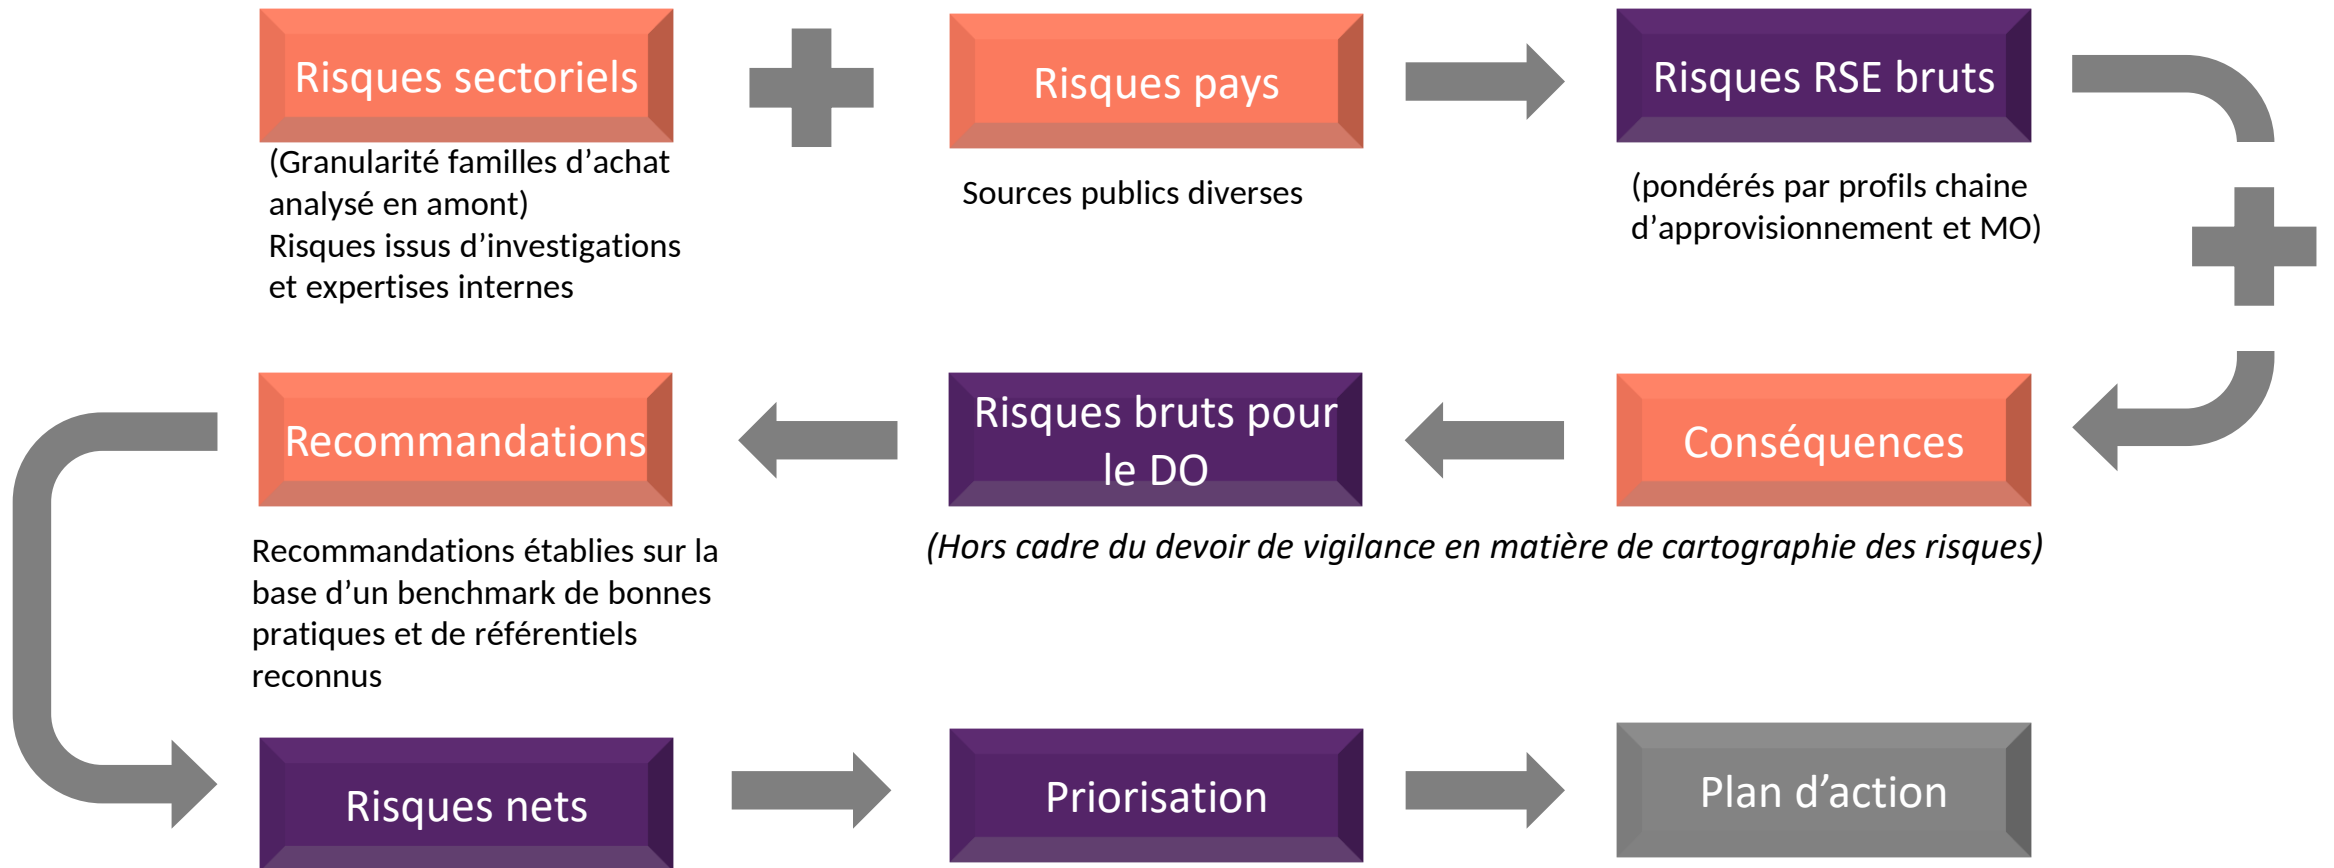 Risques sectoriels
(Granularité familles d’achat
analysé en amont)
Risques issus d’investigations
et expertises internes
Risques pays
Sources publics diverses
Risques RSE bruts
(pondérés par profils chaine
d’approvisionnement et MO)
Conséquences
Risques bruts pour
le DO
(Hors cadre du devoir de vigilance en matière de cartographie des risques)
Recommandations
Recommandations établies sur la
base d’un benchmark de bonnes
pratiques et de référentiels
reconnus
Risques nets
Priorisation
Plan d’action